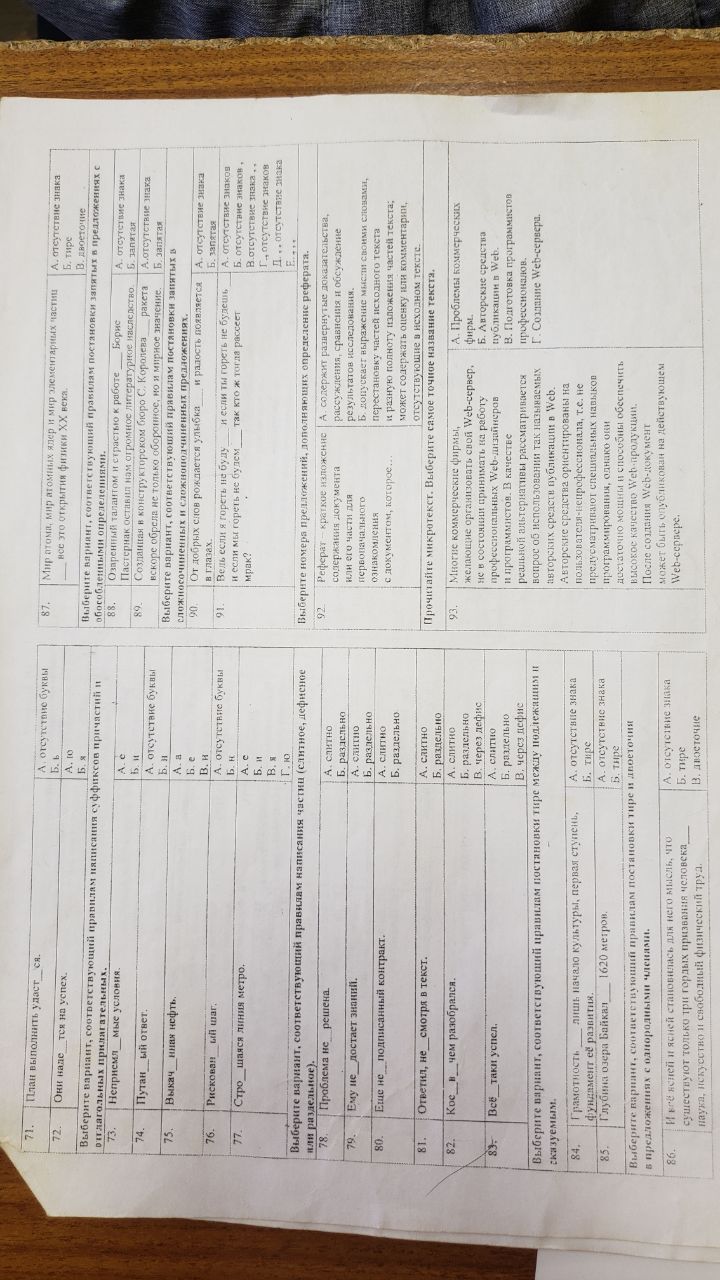 71. План выполнить удаст__ся. А. отсутствие буквы
Б. ь
72. Они наде__тся на успех. А. ю
Б. я
Выберите вариант, соответствующий правилам написания суффиксов причастий и
отглагольных прилагательных.
73. Неприемл__мые условия. А. е
Б. и
74. Путан__ый ответ. А. отсутствие буквы
Б. н
75. Выкач__нная нефть. А. а
Б. е
В. и
76. Рискован__ый шаг. А. отсутствие буквы
Б. н
77. Стро__щаяся линия метро. А. е
Б. и
В. я
Г. ю
Выберите вариант, соответствующий правилам написания частиц (слитное, дефисное
или раздельное).
78. Проблема не__решена. А. слитно
Б. раздельно
79. Ему не__достает знаний. А. слитно
Б. раздельно
80. Еще не__подписанный контракт. А. слитно
Б. раздельно
81. Ответил, не__смотря в текст. А. слитно
Б. раздельно
82. Кое__в__чем разобрался. А. слитно
Б. раздельно
В. через дефис
83. Всё__таки успел. А. слитно
Б. раздельно
В. через дефис
Выберите вариант, соответствующий правилам постановки тире между подлежащим и
сказуемым.
84. Грамотность ___ лишь начало культуры, первая ступень, А. отсутствие знака
фундамент её развития. Б. тире
85. Глубина озера Байкал ___ 1620 метров. А. отсутствие знака
Б. тире
Выберите вариант, соответствующий правилам постановки тире и двоеточия
в предложениях с однородными членами.
86. И всё ясней и ясней становилась для него мысль, что А. отсутствие знака
существуют только три гордых призвания человека___ Б. тире
наука, искусство и свободный физический труд. В. двоеточие
87. Мир атома, мир атомных ядер и мир элементарных частиц А. отсутствие знака
___ все это открытия физики XX века. Б. тире
В. двоеточие
Выберите вариант, соответствующий правилам постановки запятых в предложениях с
обособленными определениями.
88. Озаренный талантом и страстью к работе ___ Борис А. отсутствие знака
Пастернак оставил нам огромное литературное наследство. Б. запятая
89. Созданная в конструкторском бюро С. Королева ___ ракета А.отсутствие знака
вскоре обрела не только оборонное, но и мирное значение. Б. запятая
Выберите вариант, соответствующий правилам постановки запятых в
сложносочиненных и сложноподчиненных предложениях.
90. От добрых слов рождается улыбка ___ и радость появляется А. отсутствие знака
в глазах. Б. запятая
91. Ведь если я гореть не буду ___ и если ты гореть не будешь А. отсутствие знаков
___ и если мы гореть не будем ___ так кто ж тогда рассеет Б. отсутствие знаков ,
мрак? В.отсутствие знака , ,
Г., отсутствие знаков
Д. , , отсутствие знака
Е. , , ,
Выберите номера предложений, дополняющих определение реферата.
92. Реферат – краткое изложение А. содержит развернутые доказательства,
содержания документа рассуждения, сравнения и обсуждение
или его части для результатов исследования.
первоначального Б. допускает выражение мысли своими словами,
ознакомления перестановку частей исходного текста
с документом, которое… и разную полноту изложения частей текста;
может содержать оценку или комментарии,
отсутствующие в исходном тексте.
Прочитайте микротекст. Выберите самое точное название текста.
93. Многие коммерческие фирмы, А. Проблемы коммерческих
желающие организовать свой Web-сервер, фирм.
не в состоянии принимать на работу Б. Авторские средства
профессиональных Web-дизайнеров публикации в Web.
и программистов. В качестве В. Подготовка программистов
реальной альтернативы рассматривается профессионалов.
вопрос об использовании так называемых Г. Создание Web-сервера.
авторских средств публикации в Web.
Авторские средства ориентированы на
пользователя-непрофессионала, т.е. не
предусматривают специальных навыков
программирования, однако они
достаточно мощны и способны обеспечить
высокое качество Web-продукции.
После создания Web-документ
может быть опубликован на действующем
Web-сервере.